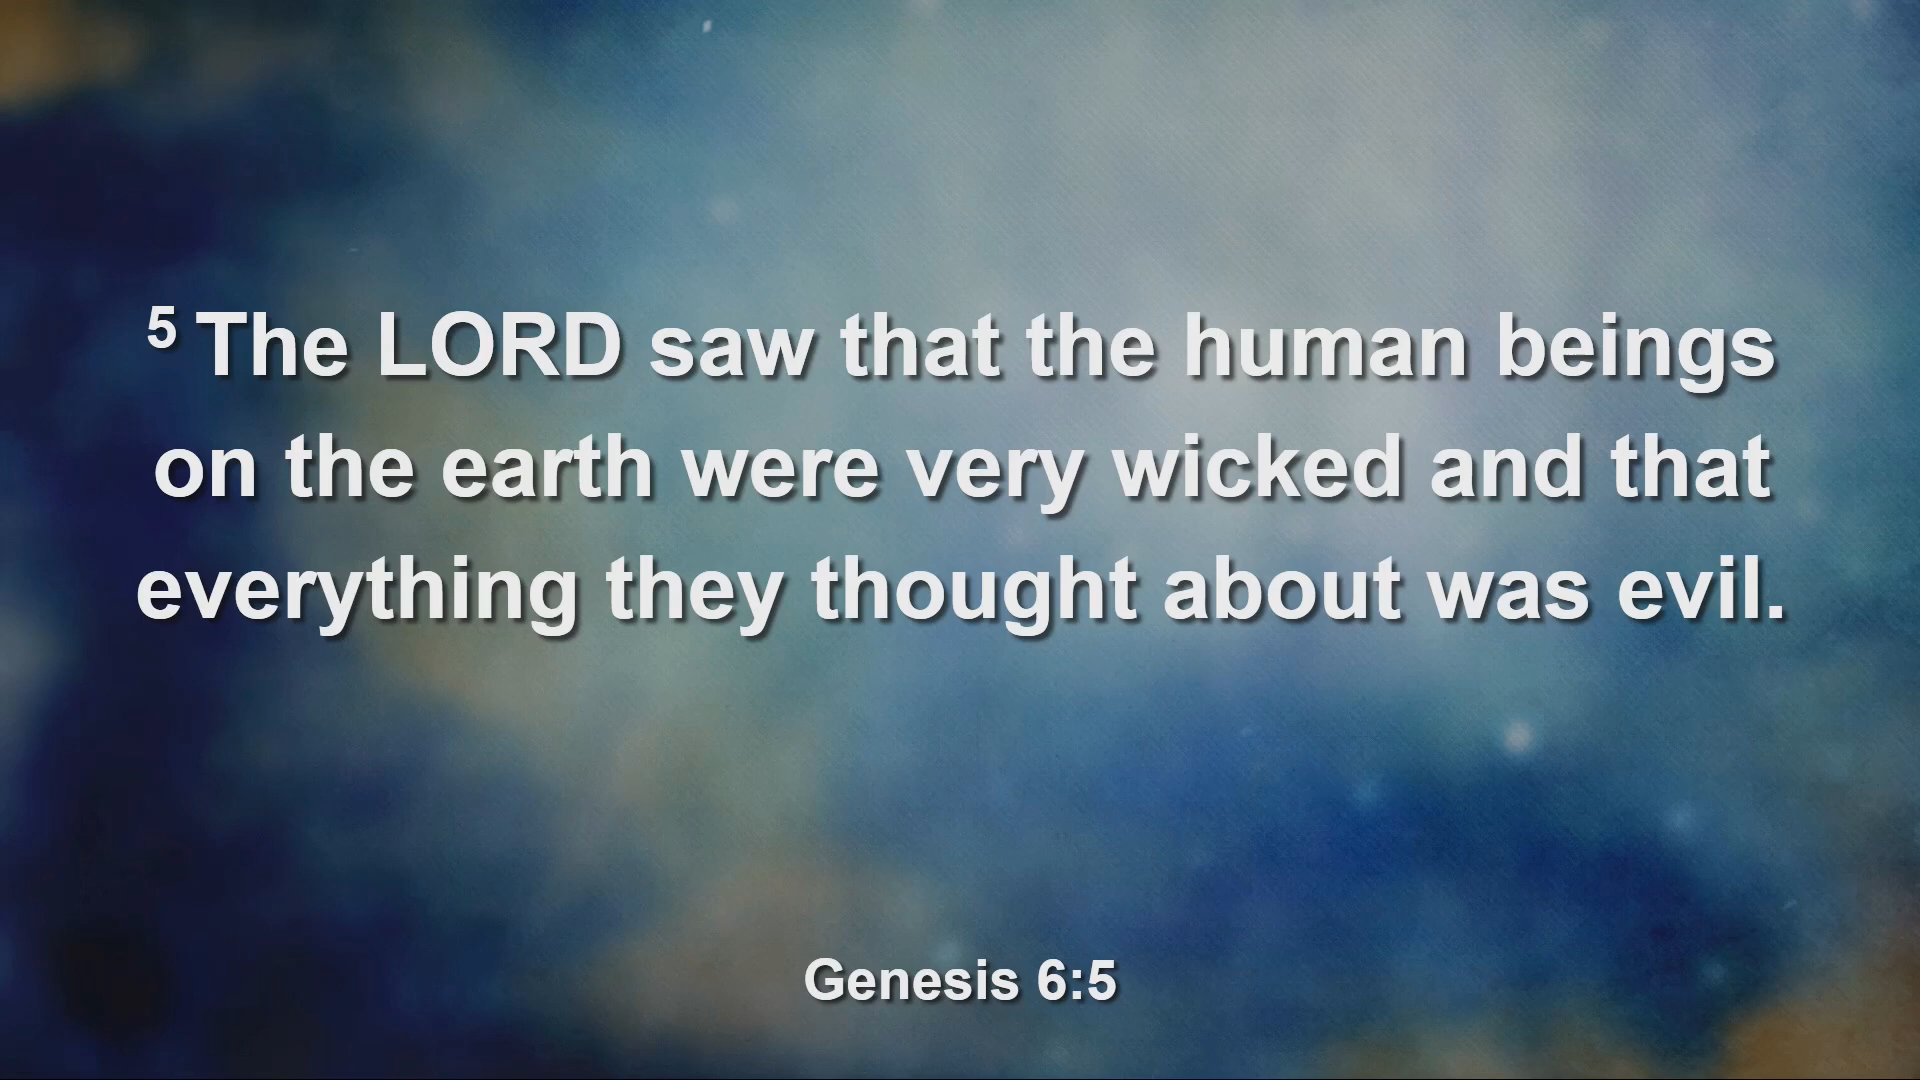 5 The LORD saw that the human beings
on the earth were very wicked and that
everything they thought about was evil.
Genesis 6:5